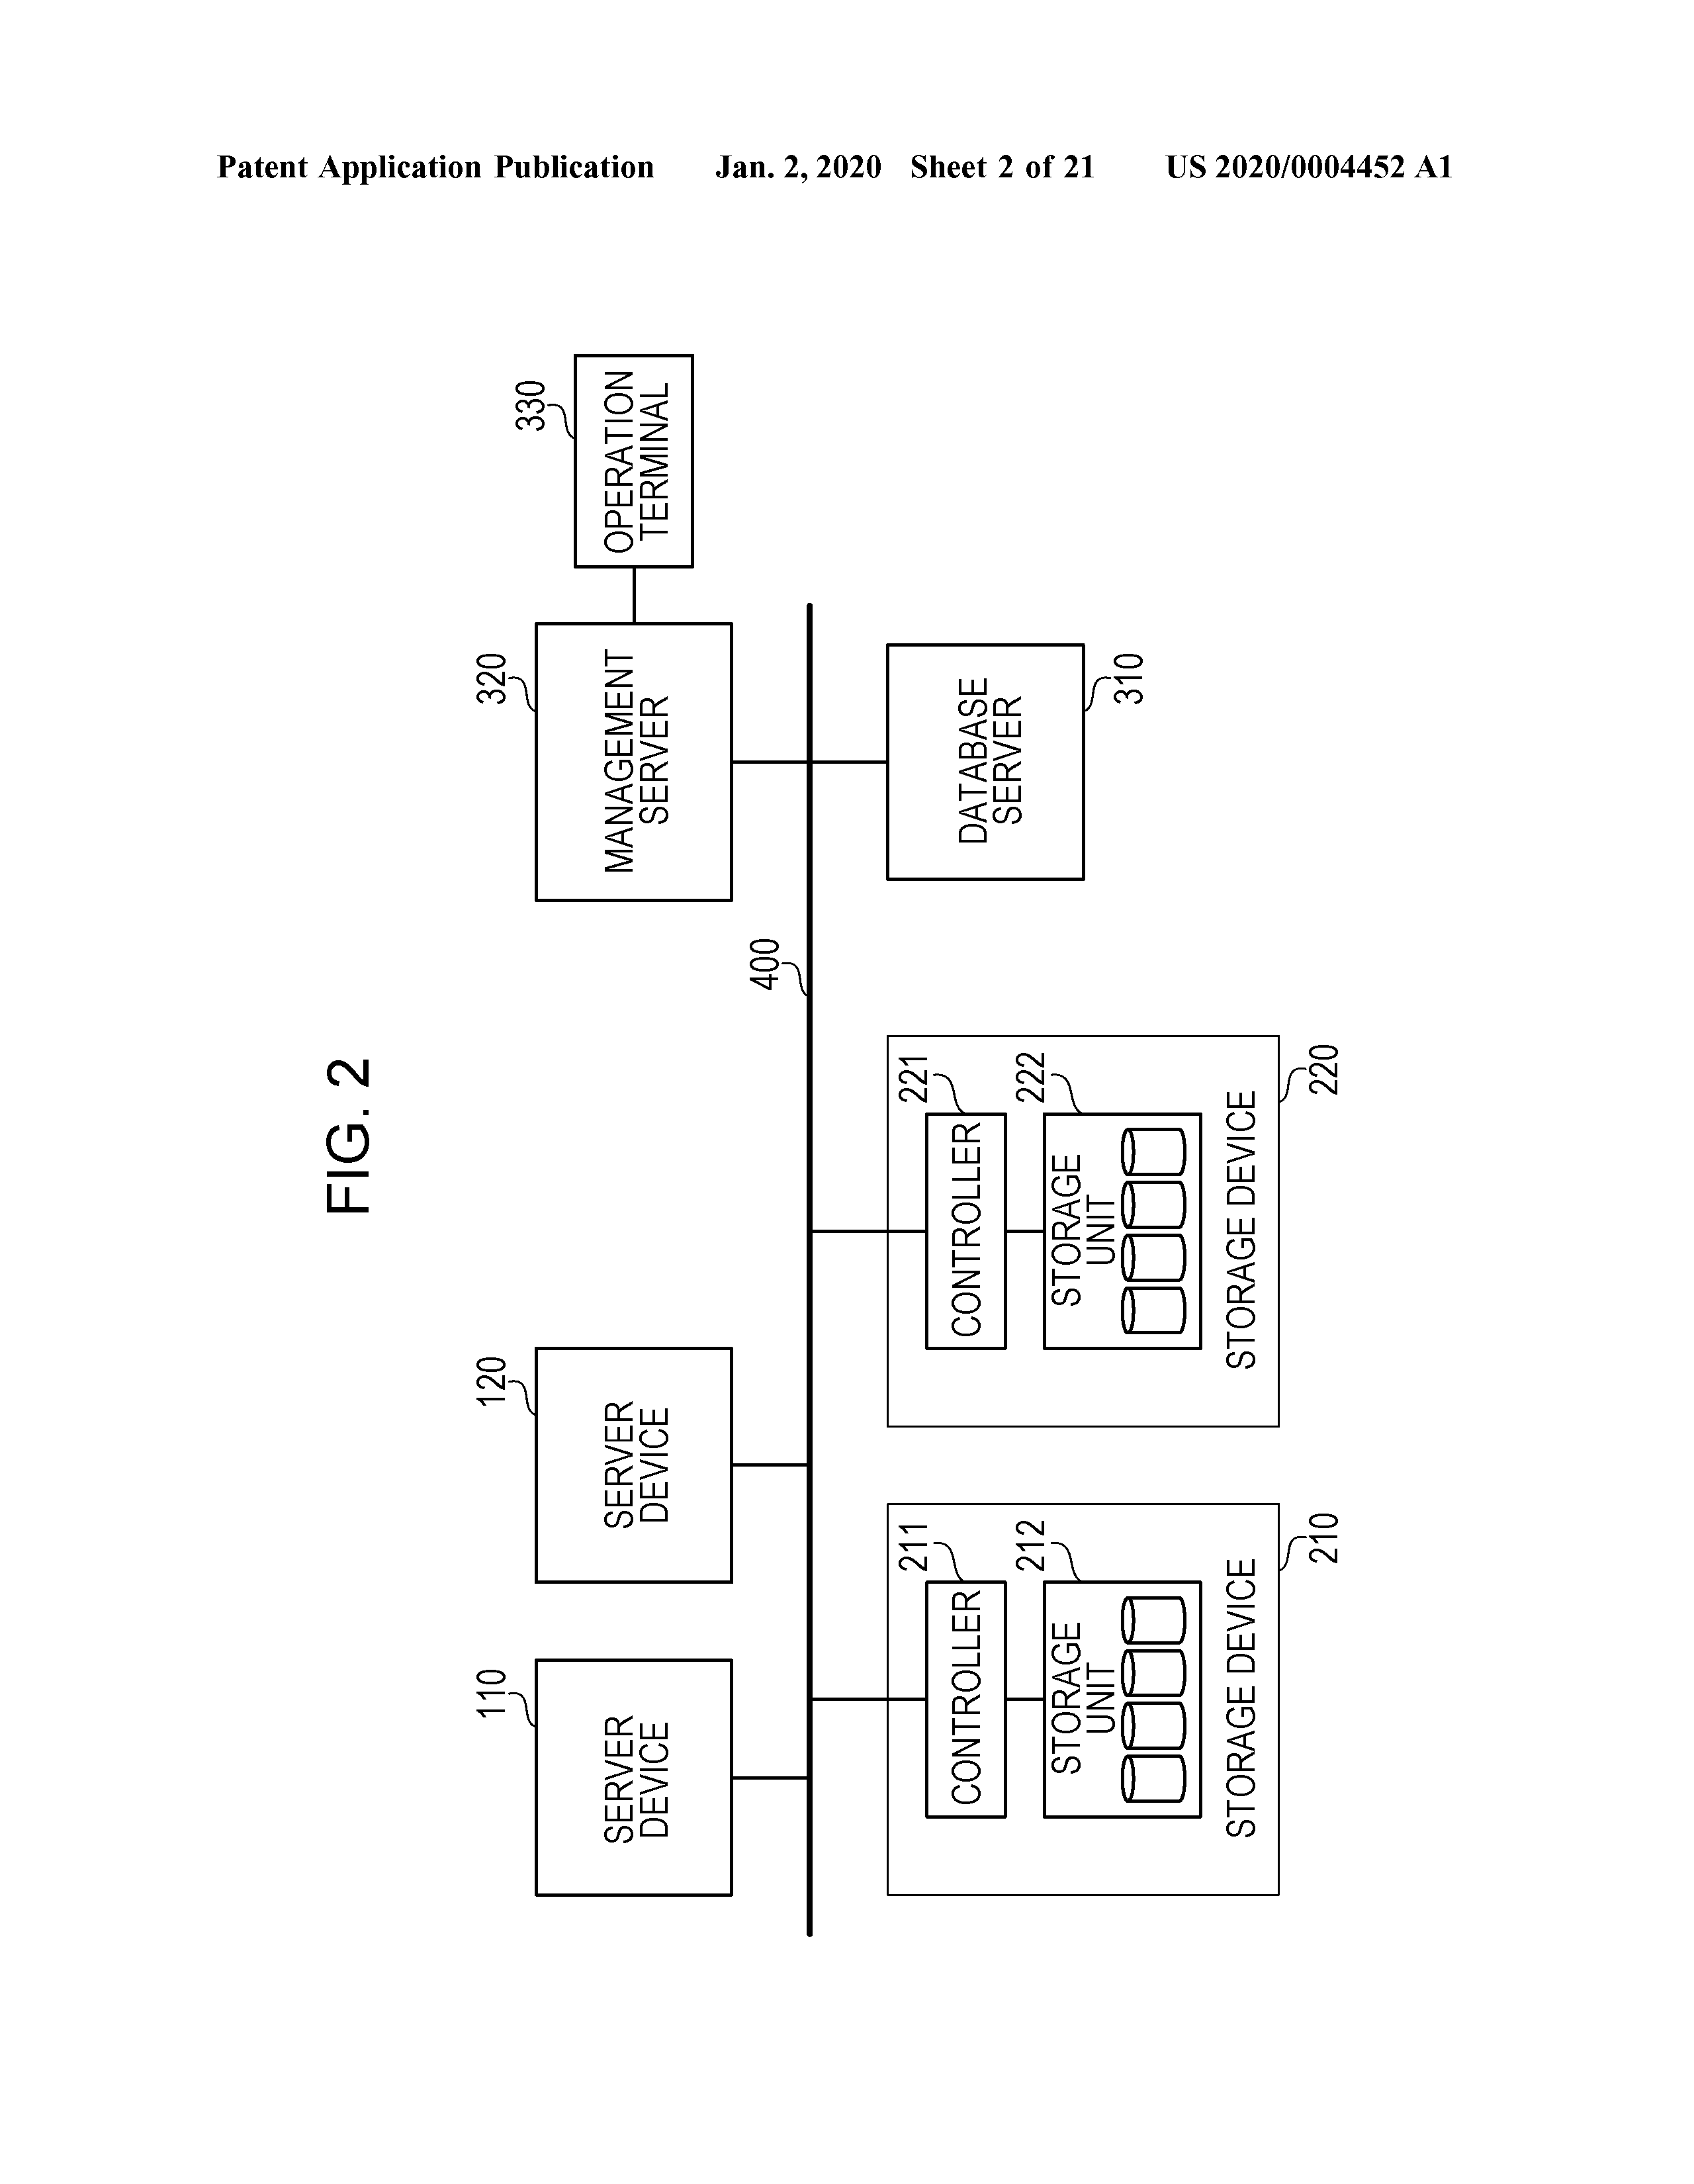 Patent Application Publication Jan. 2, 2020 Sheet 2 of 21 US 2020/0004452 A1
FIG. 2
110
SERVER
DEVICE
120
SERVER
DEVICE
320
MANAGEMENT
SERVER
330
OPERATION
TERMINAL
400
211
CONTROLLER
212
STORAGE
UNIT
STORAGE DEVICE
210
221
CONTROLLER
222
STORAGE
UNIT
STORAGE DEVICE
220
DATABASE
SERVER
310